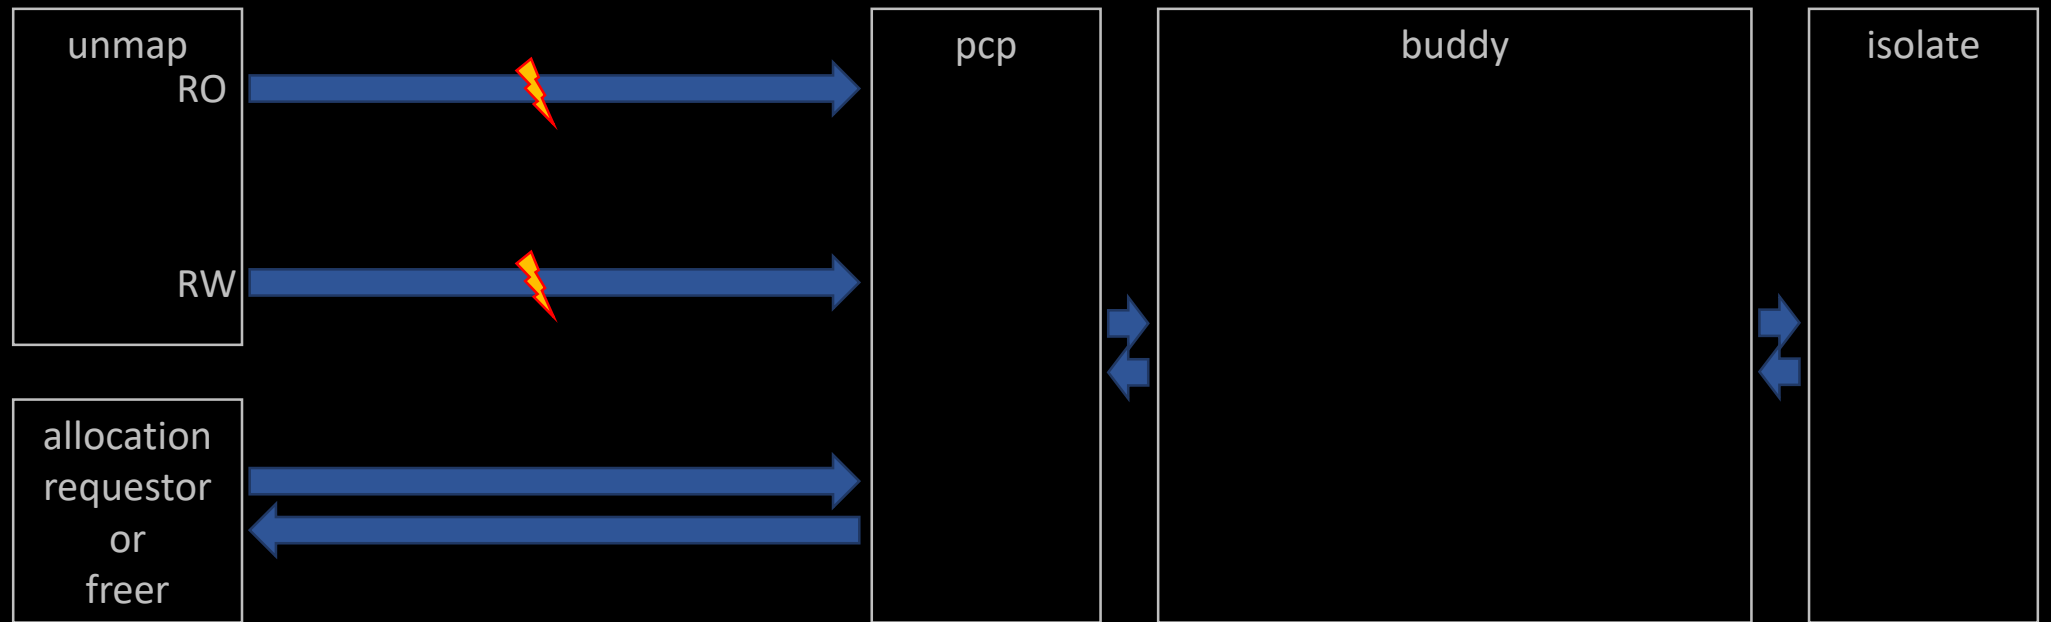 unmap
RO
RW
allocation
requestor
or
freer
pcp
buddy
isolate